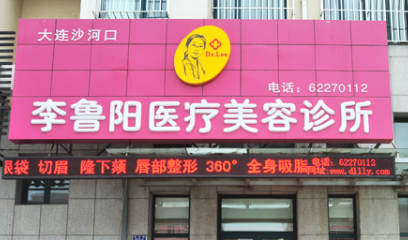 大连沙河口
Dr.Lee
电话：62270112
李鲁阳医疗美容诊所
眼袋 切眉 隆下颏 唇部整形 360°全身吸脂
电话：62270112
网址:www.dllly.com